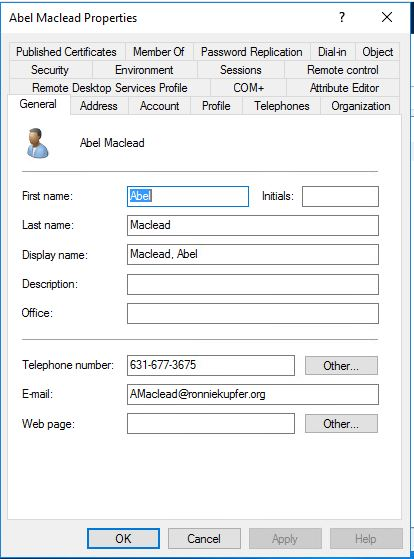 Abel Maclead Properties ? ×
Published Certificates Member Of Password Replication Dial-in Object
Security Environment Sessions Remote control
Remote Desktop Services Profile COM+ Attribute Editor
General Address Account Profile Telephones Organization
Abel Maclead
First name: Abel Initials:
Last name: Maclead
Display name: Maclead, Abel
Description:
Office:
Telephone number: 631-677-3675 Other...
E-mail: AMaclead@ronniekupfer.org
Web page: Other...
OK Cancel Apply Help